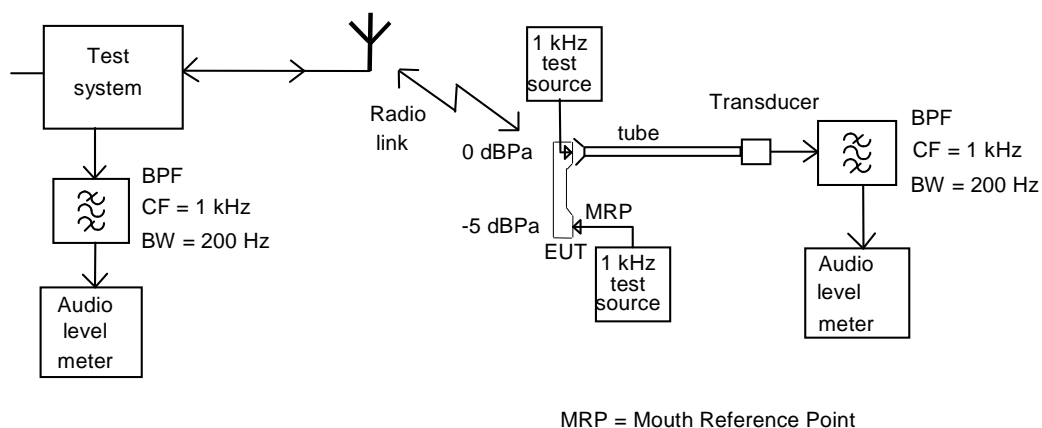 Test
system
BPF
CF = 1 kHz
BW = 200 Hz
Audio
level
meter
Radio
link
1 kHz
test
source
0 dBPa
-5 dBPa
EUT
MRP
1 kHz
test
source
tube
Transducer
BPF
CF = 1 kHz
BW = 200 Hz
Audio
level
meter
MRP = Mouth Reference Point